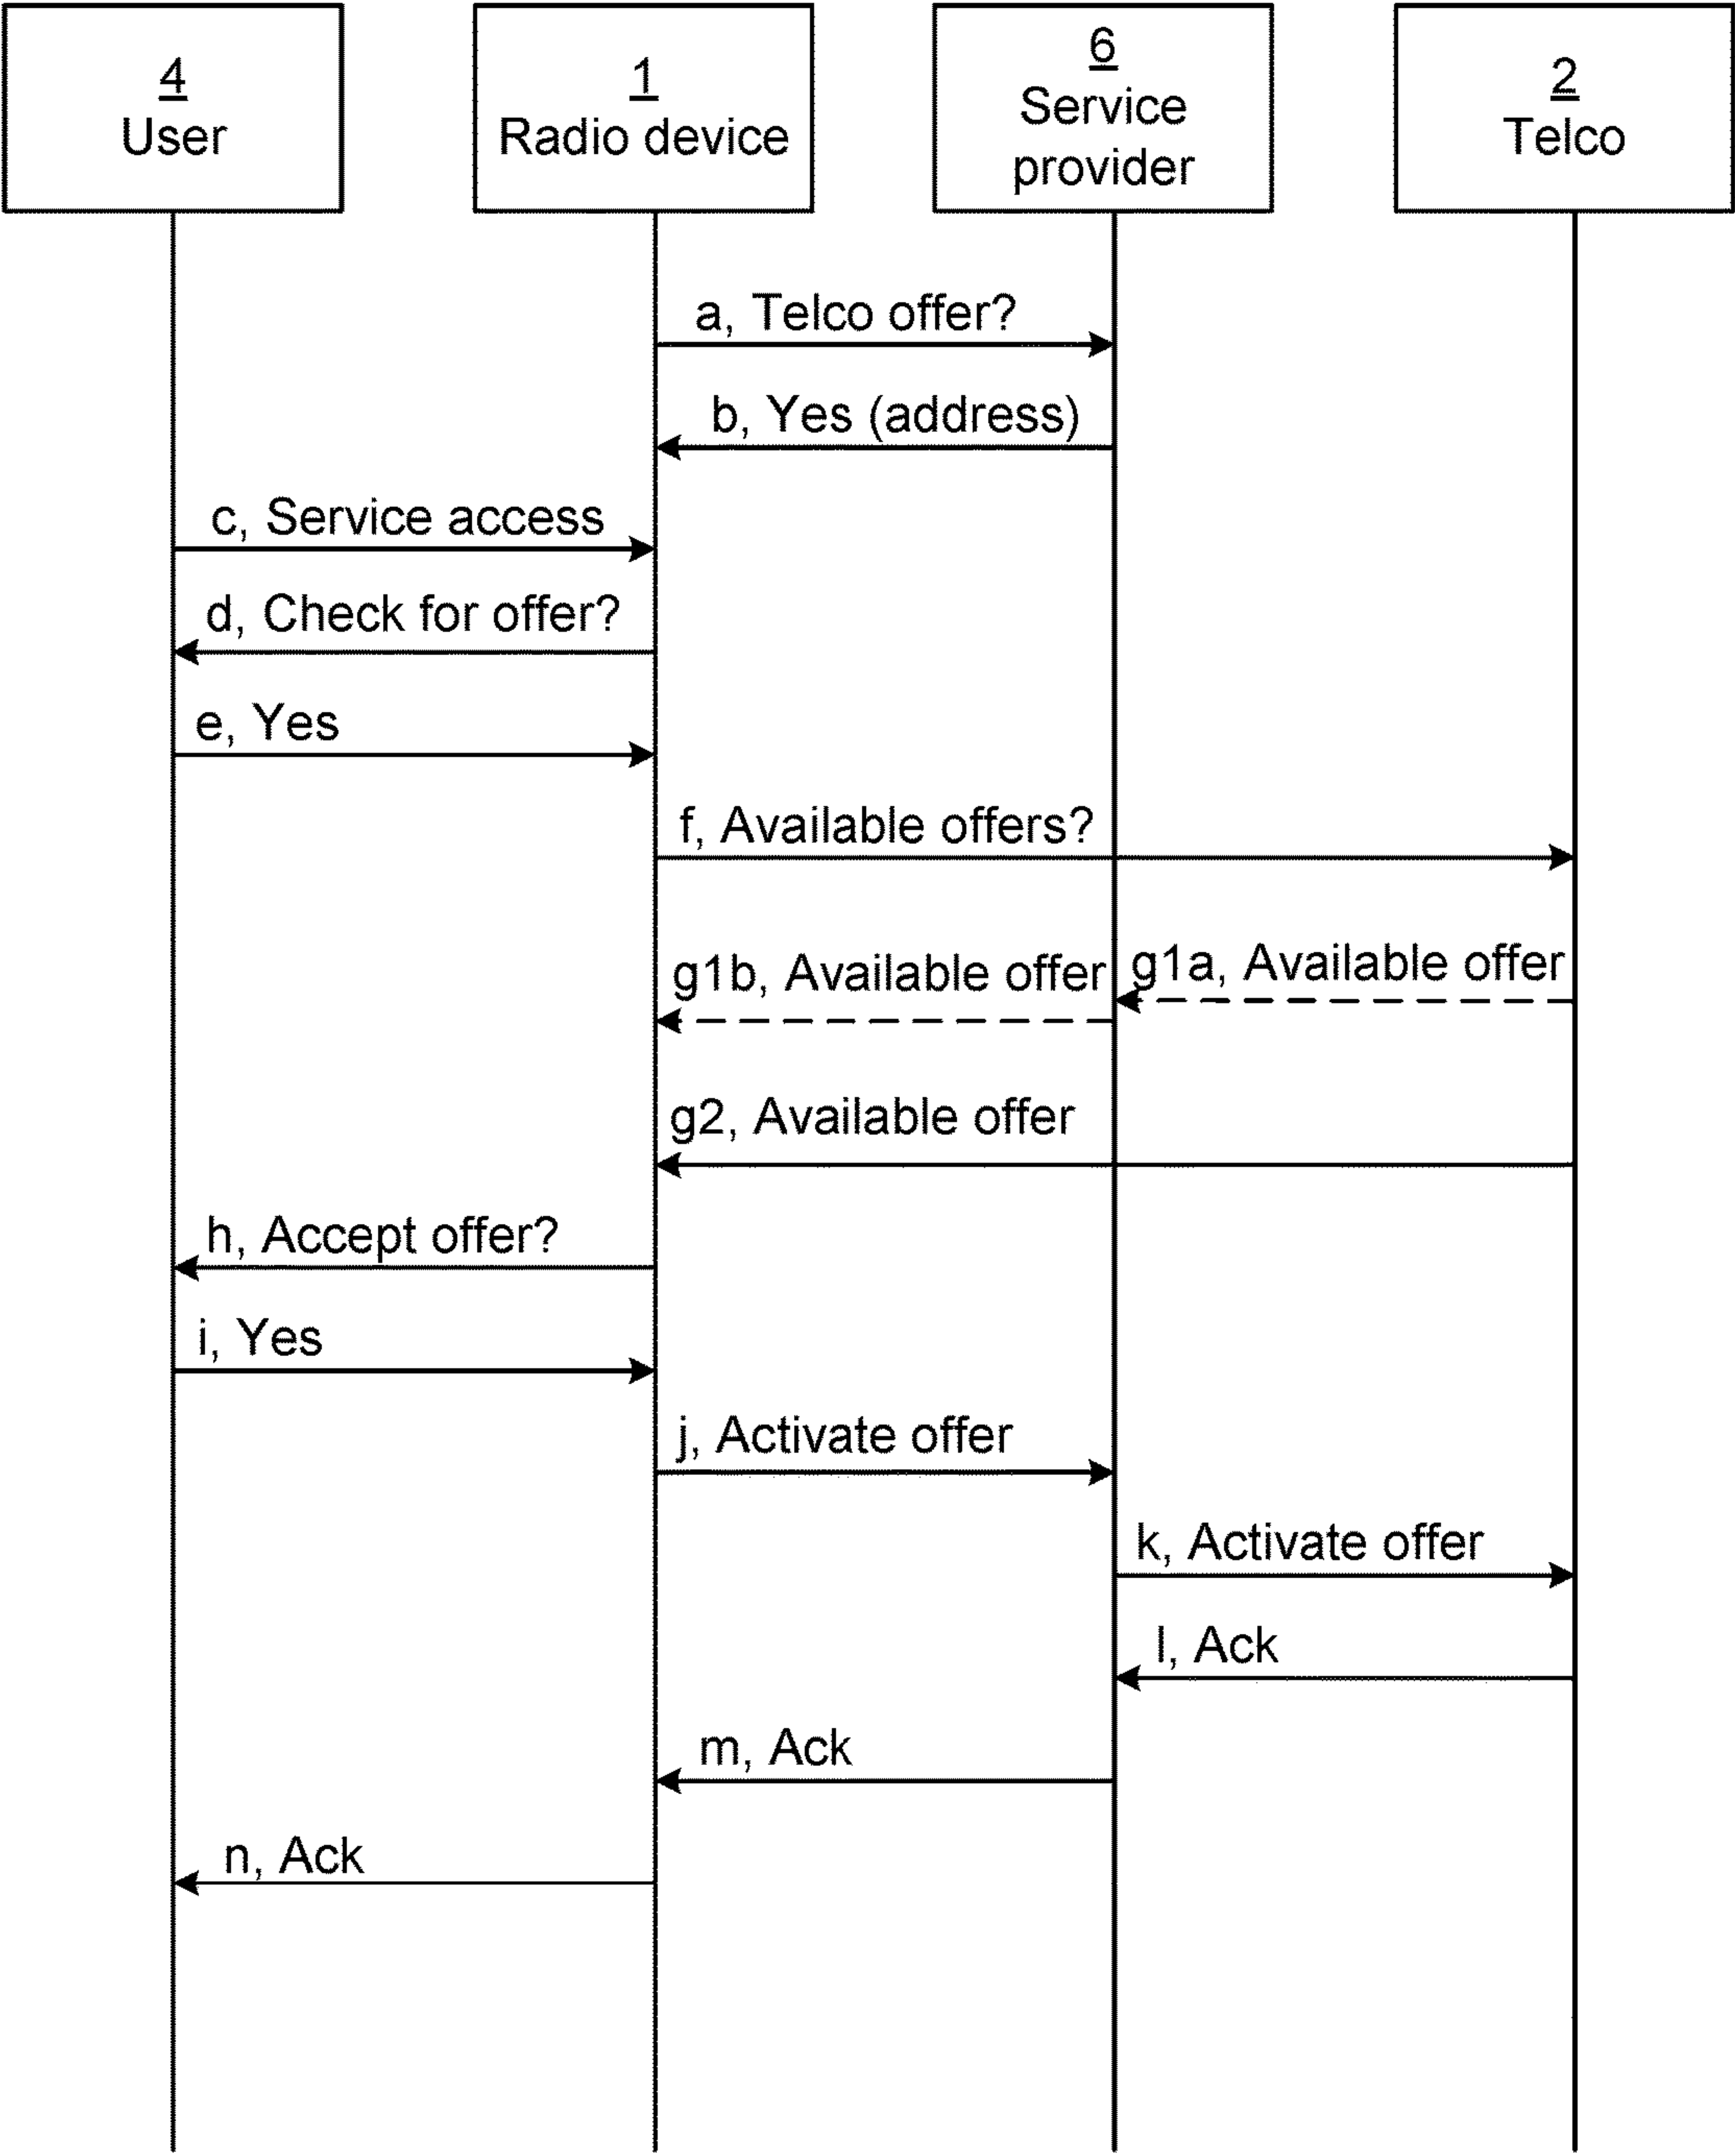 4
User
1
Radio device
6
Service
provider
2
Telco
a, Telco offer?
b, Yes (address)
c, Service access
d, Check for offer?
e, Yes
f, Available offers?
g1b, Available offer
g1a, Available offer
g2, Available offer
h, Accept offer?
i, Yes
j, Activate offer
k, Activate offer
l, Ack
m, Ack
n, Ack